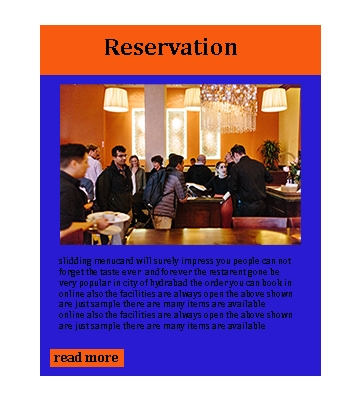 Reservation
slidding menucard will surely impress you people can not
forget the taste ever and forever the restarent gone be
very popular in city of hydrabad the order you can book in
online also the facilities are always open the above shown
are just sample there are many items are available
online also the facilities are always open the above shown
are just sample there are many items are available
read more